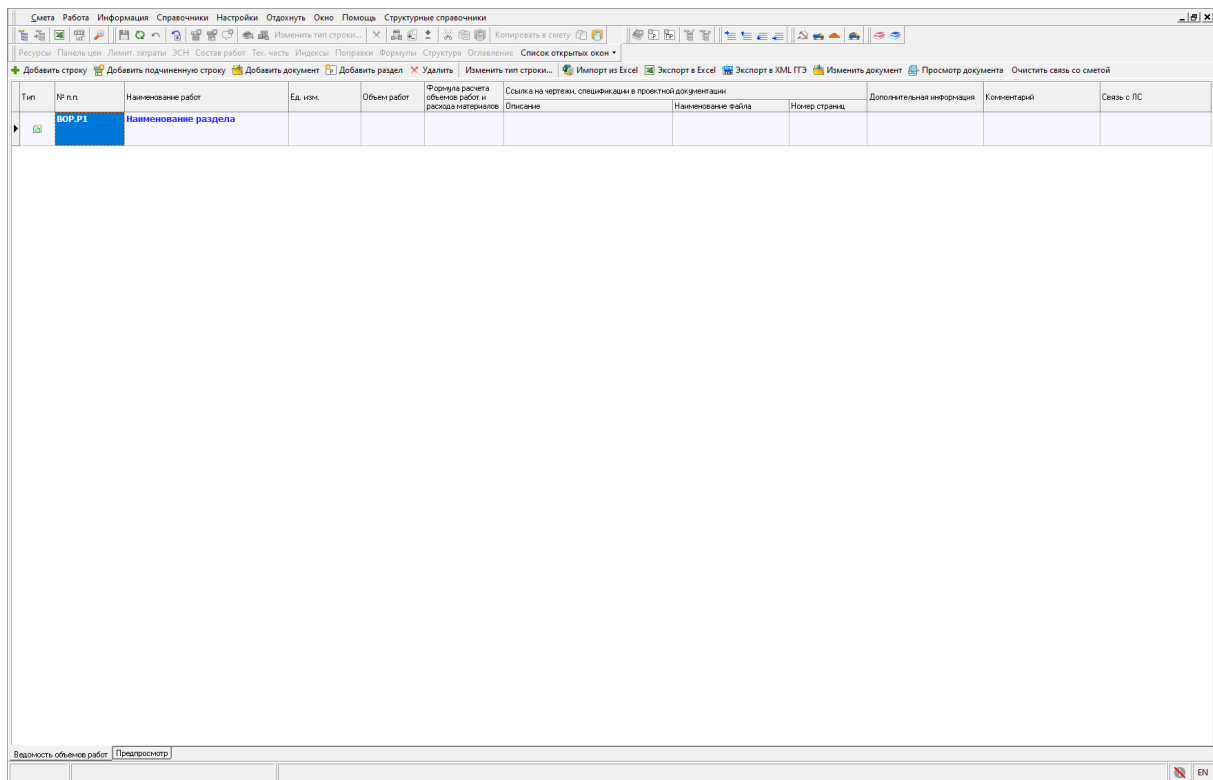 Смета Работа Информация Справочники Настройки Отдохнуть Окно Помощь Структурные справочники
Изменить тип строки... Копировать в смету
Ресурсы Панель цен Лимит. затраты ЭСН Состав работ Тех. часть Индексы Поправки Формулы Структура Оглавление Список открытых окон
Добавить строку Добавить подчиненную строку Добавить документ Добавить раздел Удалить Изменить тип строки... Импорт из Excel Экспорт в Excel Экспорт в XML ГГЭ Изменить документ Просмотр документа Очистить связь со сметой
Тип № п.п. Наименование работ Ед. изм. Объем работ Формула расчета объемов работ и расхода материалов Ссылка на чертежи, спецификации в проектной документации Дополнительная информация Комментарий Связь с ЛС
Описание Наименование файла Номер страниц
ВОР.Р1 Наименование раздела
Ведомость объемов работ Предпросмотр
EN